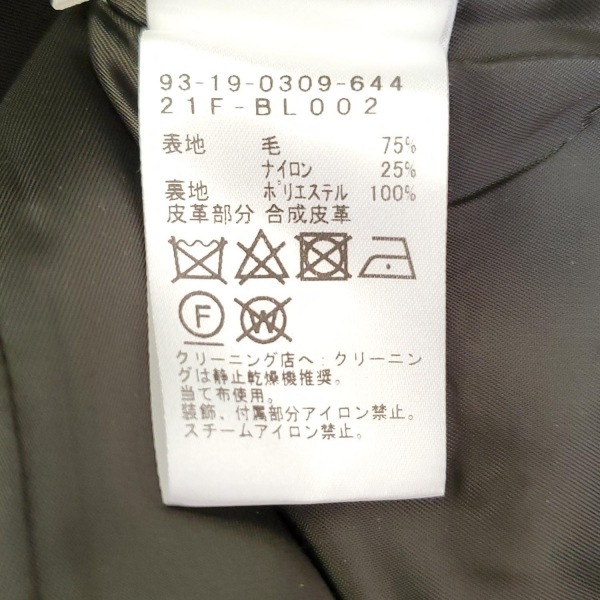 93-19-0309-644
21F-BL002
表地 毛 75%
ナイロン 25%
裏地 ポリエステル 100%
皮革部分 合成皮革
F W
クリーニング店へ:クリーニン
グは静止乾燥機推奨。
当て布使用。
装飾、付属部分アイロン禁止。
スチームアイロン禁止。